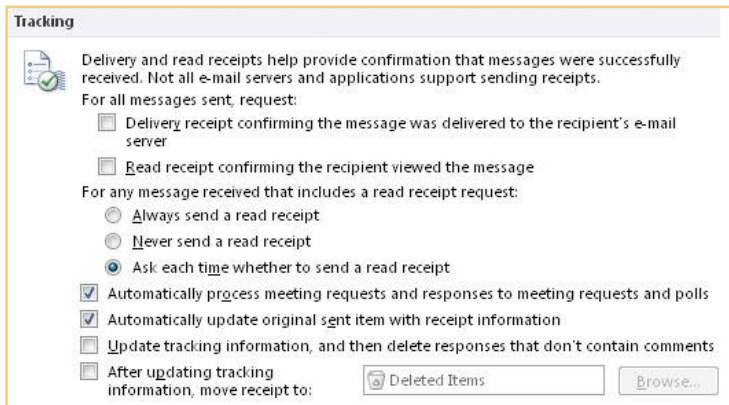 Tracking
Delivery and read receipts help provide confirmation that messages were successfully
received. Not all e-mail servers and applications support sending receipts.
For all messages sent, request:
Delivery receipt confirming the message was delivered to the recipient's e-mail
server
Read receipt confirming the recipient viewed the message
For any message received that includes a read receipt request:
Always send a read receipt
Never send a read receipt
Ask each time whether to send a read receipt
Automatically process meeting requests and responses to meeting requests and polls
Automatically update original sent item with receipt information
Update tracking information, and then delete responses that don't contain comments
After updating tracking
information, move receipt to:
Deleted Items
Browse...